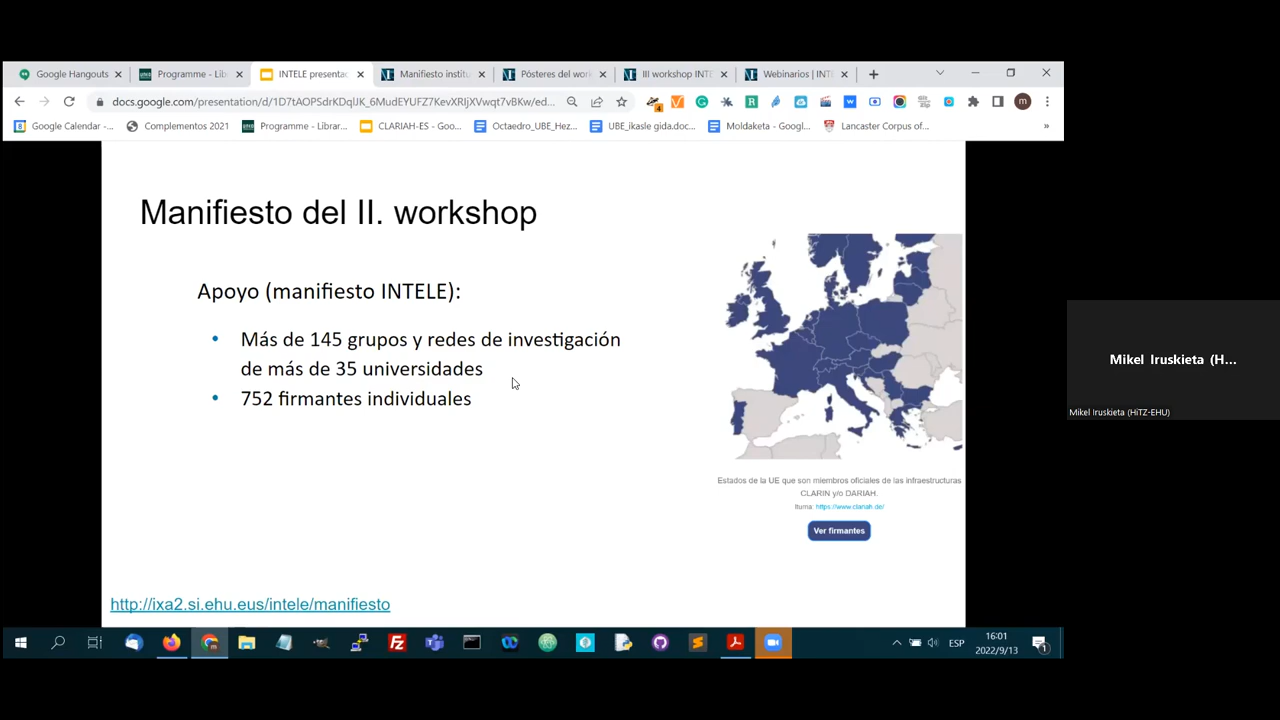 Google Hangouts
Programme - Lib
INTELE presentac
Manifiesto institu
Pósteres del work
III workshop INTE
Webinarios | INTE
docs.google.com/presentation/d/1D7tAOPSdrKDqlJK_6MudEYUFZ7KevXRIjXVwqt7vBKw/ed...
Google Calendar -...
Complementos 2021
Programme - Librar...
CLARIAH-ES - Goo...
Octaedro_UBE_Hez...
UBE_ikasle gida.doc...
Moldaketa - Googl...
Lancaster Corpus of...
»
Manifiesto del II. workshop
Apoyo (manifiesto INTELE):
• Más de 145 grupos y redes de investigación
de más de 35 universidades
• 752 firmantes individuales
Estados de la UE que son miembros oficiales de las infraestructuras
CLARIN y/o DARIAH.
Iturria: https://www.clariah.de/
Ver firmantes
http://ixa2.si.ehu.eus/intele/manifiesto
Mikel Iruskieta (H...
Mikel Iruskieta (HiTZ-EHU)
ESP
16:01
2022/9/13